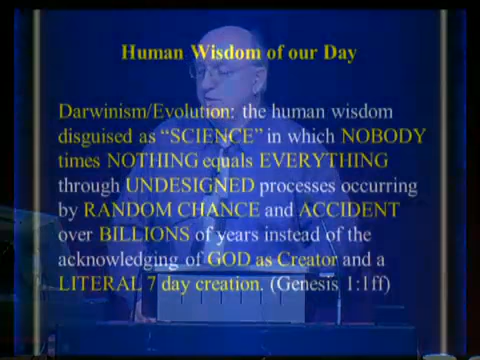 Human Wisdom of our Day
Darwinism/Evolution: the human wisdom
disguised as “SCIENCE” in which NOBODY
times NOTHING equals EVERYTHING
through UNDESIGNED processes occurring
by RANDOM CHANCE and ACCIDENT
over BILLIONS of years instead of the
acknowledging of GOD as Creator and a
LITERAL 7 day creation. (Genesis 1:1ff)